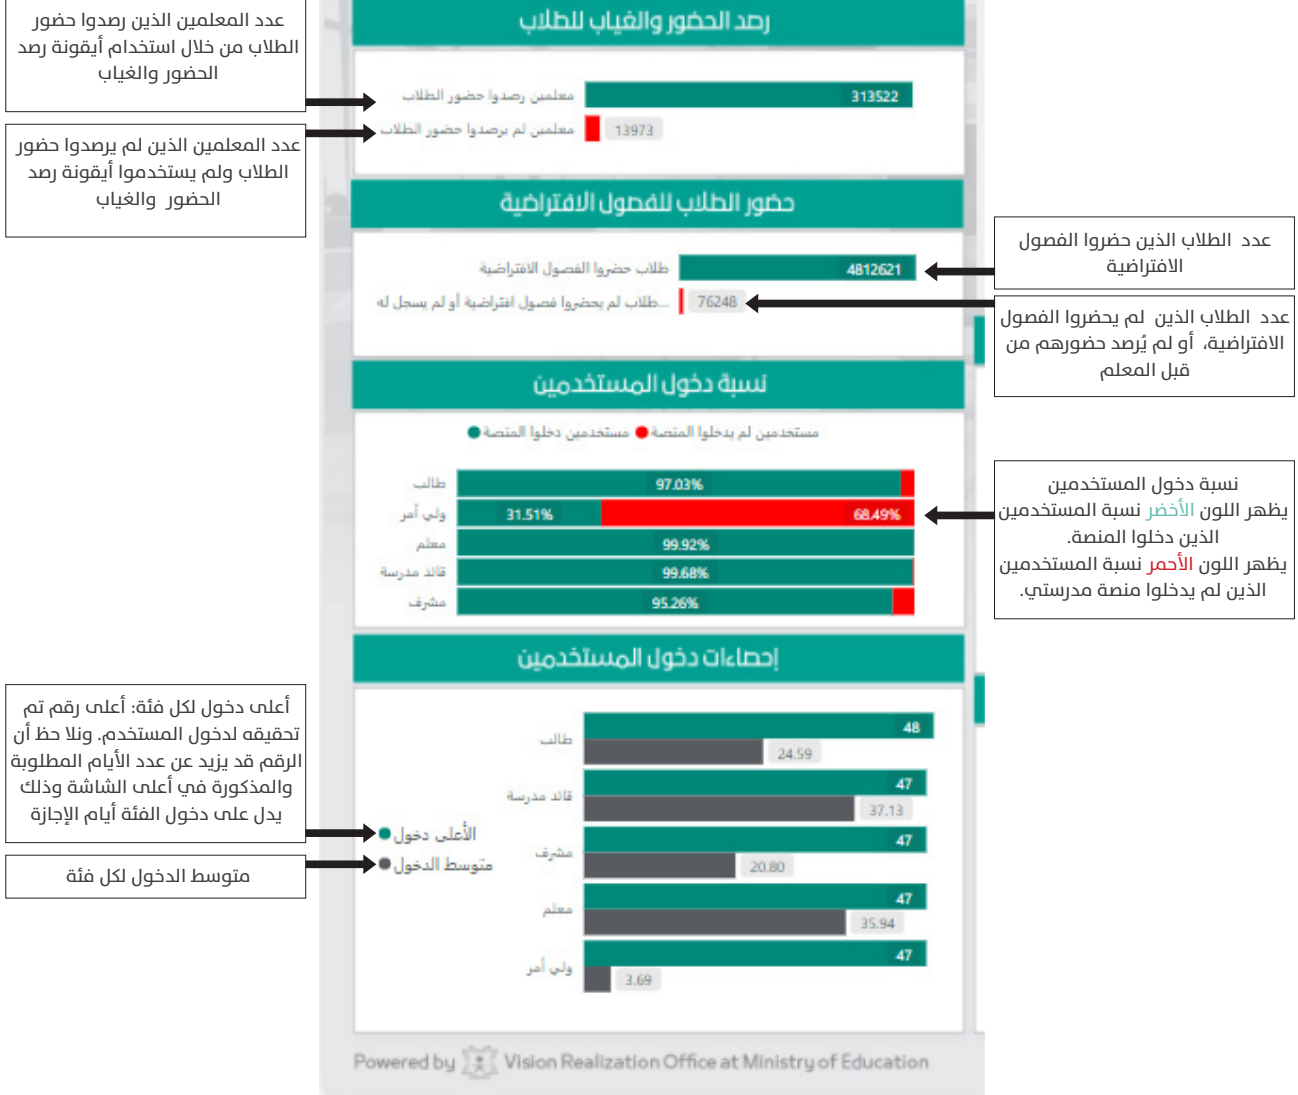 عدد المعلمين الذين رصدوا حضور
الطلاب من خلال استخدام أيقونة رصد
الحضور والغياب
عدد المعلمين الذين لم يرصدوا حضور
الطلاب ولم يستخدموا أيقونة رصد
الحضور والغياب
رصد الحضور والغياب للطلاب
معلمين رصدوا حضور الطلاب 313522
معلمين لم يرصدوا حضور الطلاب 13973
حضور الطلاب للفصول الافتراضية
طلاب حضروا الفصول الافتراضية 4812621
طلاب لم يحضروا فصول افتراضية أو لم يسجل له... 76248
عدد الطلاب الذين حضروا الفصول
الافتراضية
عدد الطلاب الذين لم يحضروا الفصول
الافتراضية، أو لم يُرصد حضورهم من
قبل المعلم
نسبة دخول المستخدمين
مستخدمين لم يدخلوا المنصة مستخدمين دخلوا المنصة
طالب 97.03%
ولي أمر 31.51% 68.49%
معلم 99.92%
قائد مدرسة 99.68%
مشرف 95.26%
نسبة دخول المستخدمين
يظهر اللون الأخضر نسبة المستخدمين
الذين دخلوا المنصة.
يظهر اللون الأحمر نسبة المستخدمين
الذين لم يدخلوا منصة مدرستي.
إحصاءات دخول المستخدمين
طالب 48
24.59
قائد مدرسة 47
37.13
مشرف 47
20.80
معلم 47
35.94
ولي أمر 47
3.69
الأعلى دخول
متوسط الدخول
أعلى دخول لكل فئة: أعلى رقم تم
تحقيقه لدخول المستخدم. ونلا حظ أن
الرقم قد يزيد عن عدد الأيام المطلوبة
والمذكورة في أعلى الشاشة وذلك
يدل على دخول الفئة أيام الإجازة
متوسط الدخول لكل فئة
Powered by Vision Realization Office at Ministry of Education